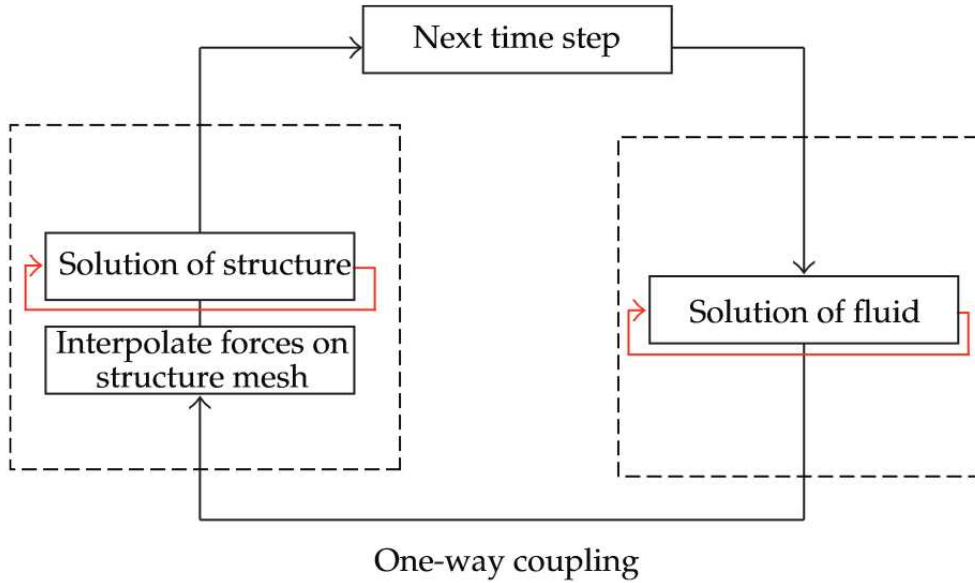 Next time step
Solution of structure
Interpolate forces on
structure mesh
Solution of fluid
One-way coupling